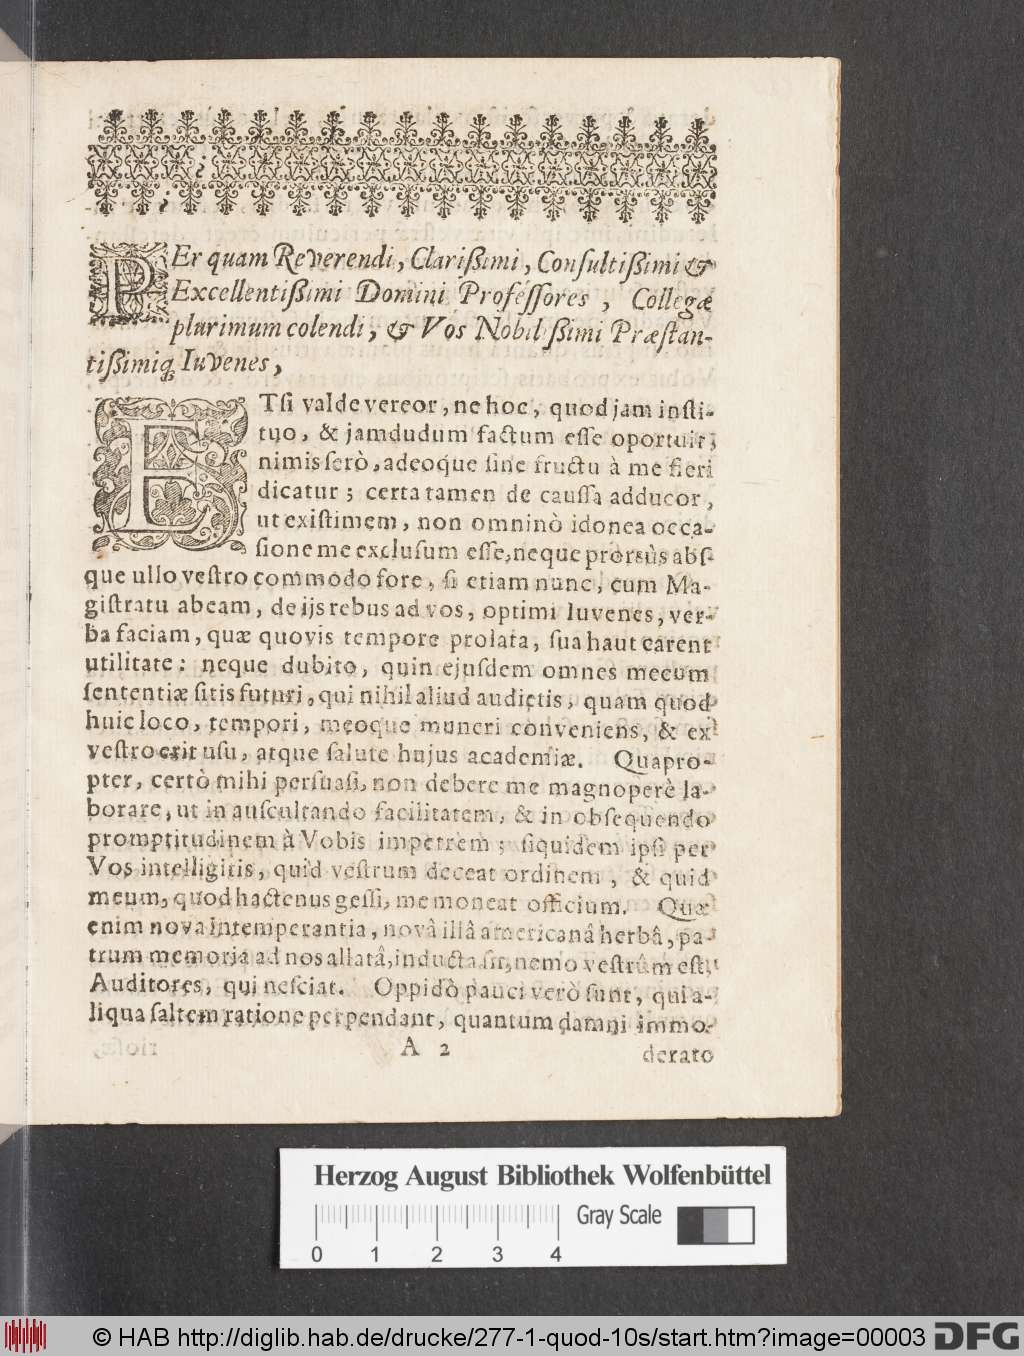 PEr quam Reverendi, Clarißimi, Consultißimi &
Excellentißimi Domini Professores, Collegæ
plurimum colendi, & Vos Nobilißimi Præstan-
tißimiq; Iuvenes,
ETsi valde vereor, ne hoc, quod jam insti-
tuo, & jamdudum factum esse oportuit,
nimis serò, adeoque sine fructu à me fieri
dicatur; certa tamen de caussa adducor,
ut existimem, non omninò idonea occa-
sione me exclusum esse, neque prorsùs abs-
que ullo vestro commodo fore, si etiam nunc, cum Ma-
gistratu abeam, de ijs rebus ad vos, optimi Iuvenes, ver-
ba faciam, quæ quovis tempore prolata, sua haut carent
utilitate: neque dubito, quin ejusdem omnes mecum
sententiæ sitis futuri, qui nihil aliud audietis, quam quod
huic loco, tempori, meoque muneri conveniens, & ex
vestro erit usu, atque salute hujus academiæ. Quapro-
pter, certò mihi persuasi, non debere me magnoperè la-
borare, ut in auscultando facilitatem, & in obsequendo
promptitudinem à Vobis impetrem; siquidem ipsi per
Vos intelligitis, quid vestrum deceat ordinem, & quid
meum, quod hactenus gessi, me moneat officium. Quæ
enim nova Intemperantia, novâ illâ americanâ herbâ, pa-
trum memoria ad nos allatâ, inducta sit, nemo vestrûm est,
Auditores, qui nesciat. Oppidò pauci verò sunt, qui a-
liqua saltem ratione perpendant, quantum damni immo-
A 2
derato
Herzog August Bibliothek Wolfenbüttel
Gray Scale
0 1 2 3 4
© HAB http://diglib.hab.de/drucke/277-1-quod-10s/start.htm?image=00003 DFG